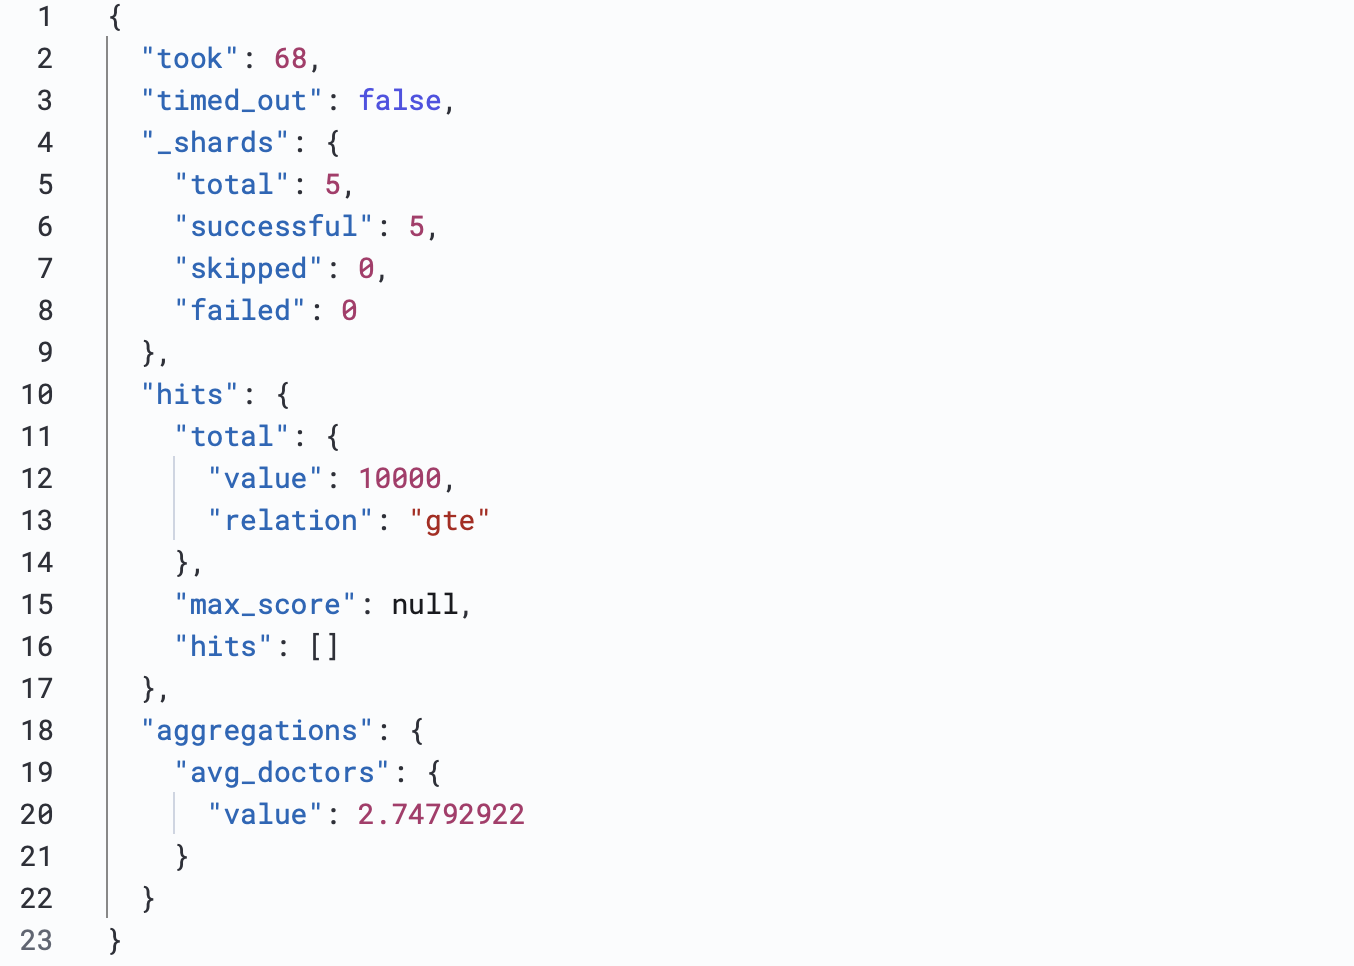 1 {
2   "took": 68,
3   "timed_out": false,
4   "_shards": {
5     "total": 5,
6     "successful": 5,
7     "skipped": 0,
8     "failed": 0
9   },
10   "hits": {
11     "total": {
12       "value": 10000,
13       "relation": "gte"
14     },
15     "max_score": null,
16     "hits": []
17   },
18   "aggregations": {
19     "avg_doctors": {
20       "value": 2.74792922
21     }
22   }
23 }